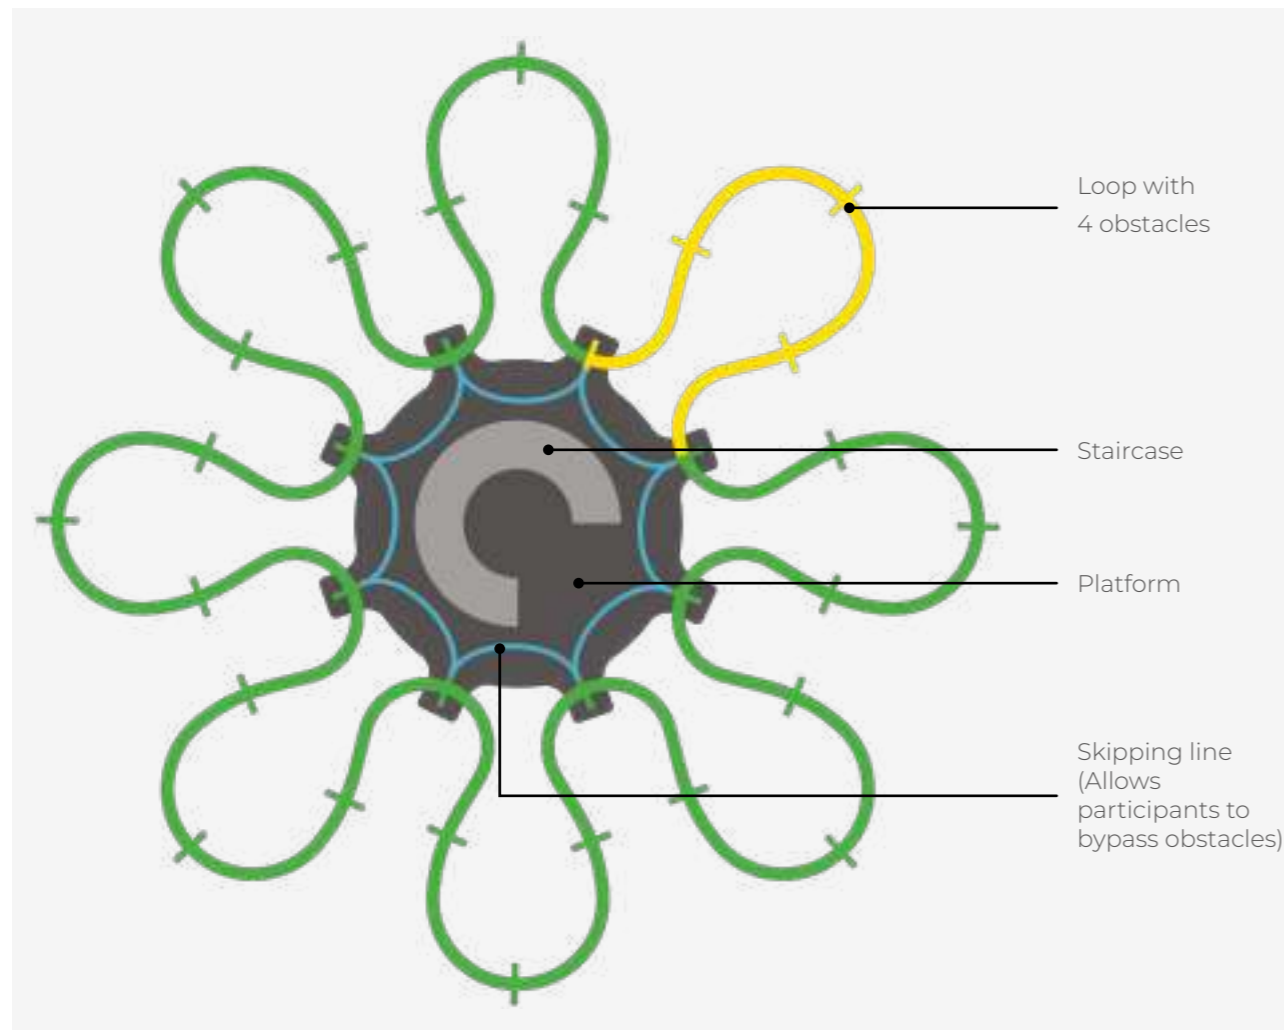 Loop with
4 obstacles
Staircase
Platform
Skipping line
(Allows
participants to
bypass obstacles)